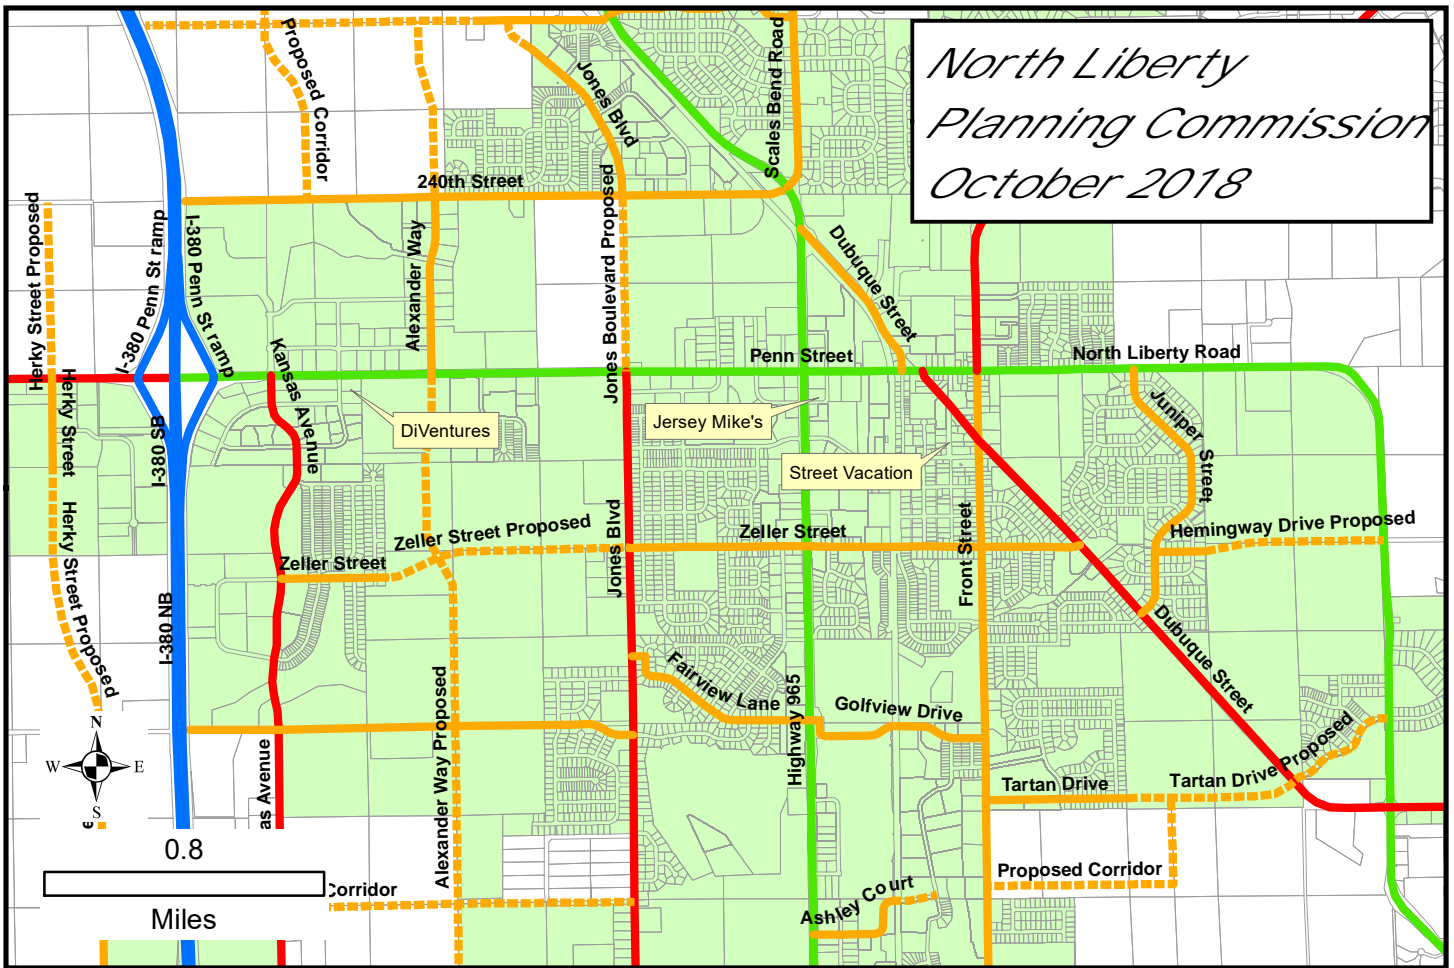 North Liberty
Planning Commission
October 2018
Proposed Corridor
Jones Blvd
Scales Bend Road
240th Street
Herky Street Proposed
I-380 Penn St ramp
I-380 Penn St ramp
Alexander Way
Jones Boulevard Proposed
Dubuque Street
Kansas Avenue
Penn Street
North Liberty Road
Herky Street
I-380 SB
DiVentures
Jersey Mike's
Street Vacation
Juniper Street
Herky Street Proposed
Zeller Street Proposed
Zeller Street
Jones Blvd
Zeller Street
Front Street
Hemingway Drive Proposed
I-380 NB
Dubuque Street
Fairview Lane
Highway 965
Golfview Drive
Alexander Way Proposed
Tartan Drive
Tartan Drive Proposed
N
W E
S
as Avenue
0.8
Miles
Corridor
Proposed Corridor
Ashley Court